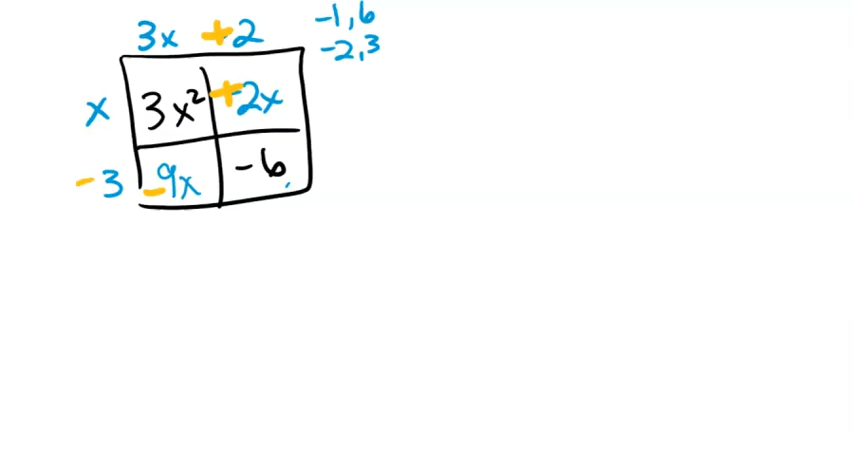 3x +2
-1, 6
-2, 3
x 3x² +2x
-3 -9x -6